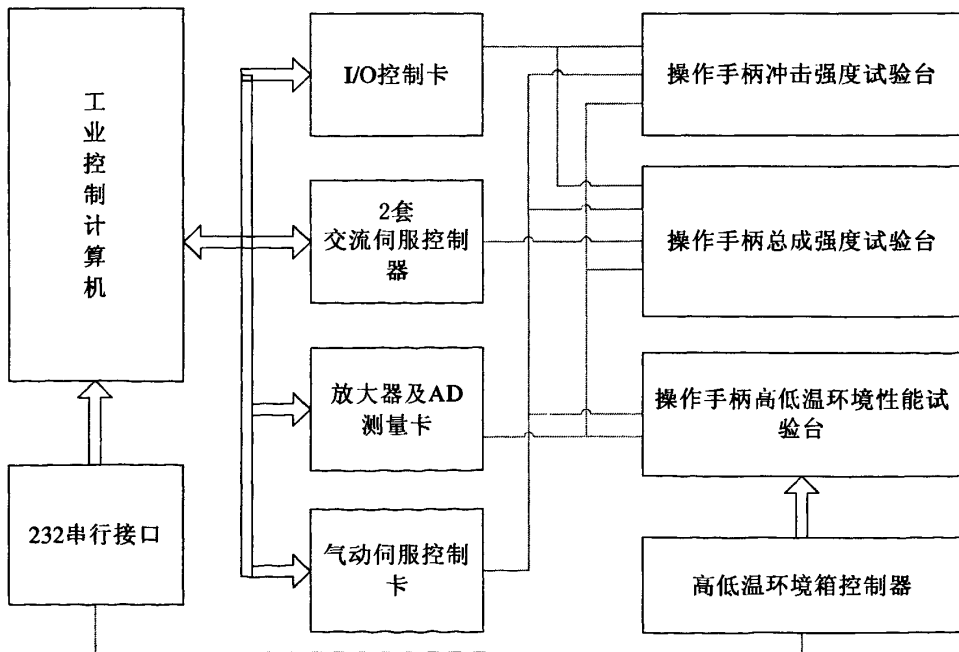 工
业
控
制
计
算
机
232串行接口
I/O控制卡
2套
交流伺服控制
器
放大器及AD
测量卡
气动伺服控制
卡
操作手柄冲击强度试验台
操作手柄总成强度试验台
操作手柄高低温环境性能试
验台
高低温环境箱控制器